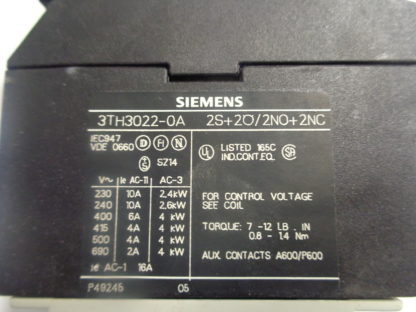 SIEMENS
3TH3022-0A 2S+2Ö/2NO+2NC
IEC947
VDE 0660 D N
S SZ14
UL LISTED 165C
IND.CONT.EQ.
V~ Ie AC-11 AC-3
230 10A 2,4kW
240 10A 2,6kW
400 6A 4 kW
415 4A 4 kW
500 4A 4 kW
690 2A 4 kW
Ie AC-1 16A
FOR CONTROL VOLTAGE
SEE COIL
TORQUE: 7 -12 LB . IN
0.8 - 1.4 Nm
AUX. CONTACTS A600/P600
P49245 05